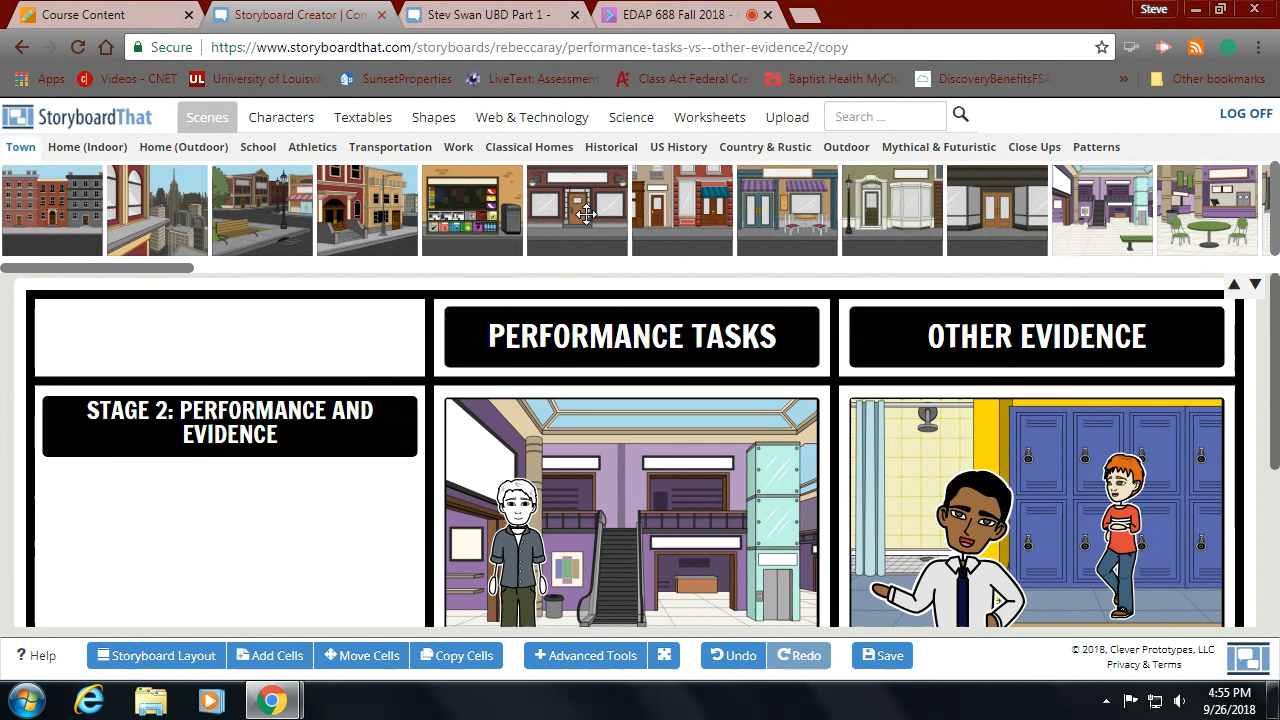 Course Content
Storyboard Creator | Com
Stev Swan UBD Part 1
EDAP 688 Fall 2018 -
Steve
Secure
https://www.storyboardthat.com/storyboards/rebeccaray/performance-tasks-vs--other-evidence2/copy
Apps
Videos - CNET
UL University of Louisvil
SunsetProperties
LiveText: Assessment
Class Act Federal Cre
Baptist Health MyCha
DiscoveryBenefitsFSA
»
Other bookmarks
StoryboardThat
Scenes
Characters
Textables
Shapes
Web & Technology
Science
Worksheets
Upload
Search ...
LOG OFF
Town
Home (Indoor)
Home (Outdoor)
School
Athletics
Transportation
Work
Classical Homes
Historical
US History
Country & Rustic
Outdoor
Mythical & Futuristic
Close Ups
Patterns
PERFORMANCE TASKS
OTHER EVIDENCE
STAGE 2: PERFORMANCE AND
EVIDENCE
? Help
Storyboard Layout
Add Cells
Move Cells
Copy Cells
Advanced Tools
Undo
Redo
Save
© 2018, Clever Prototypes, LLC
Privacy & Terms
4:55 PM
9/26/2018